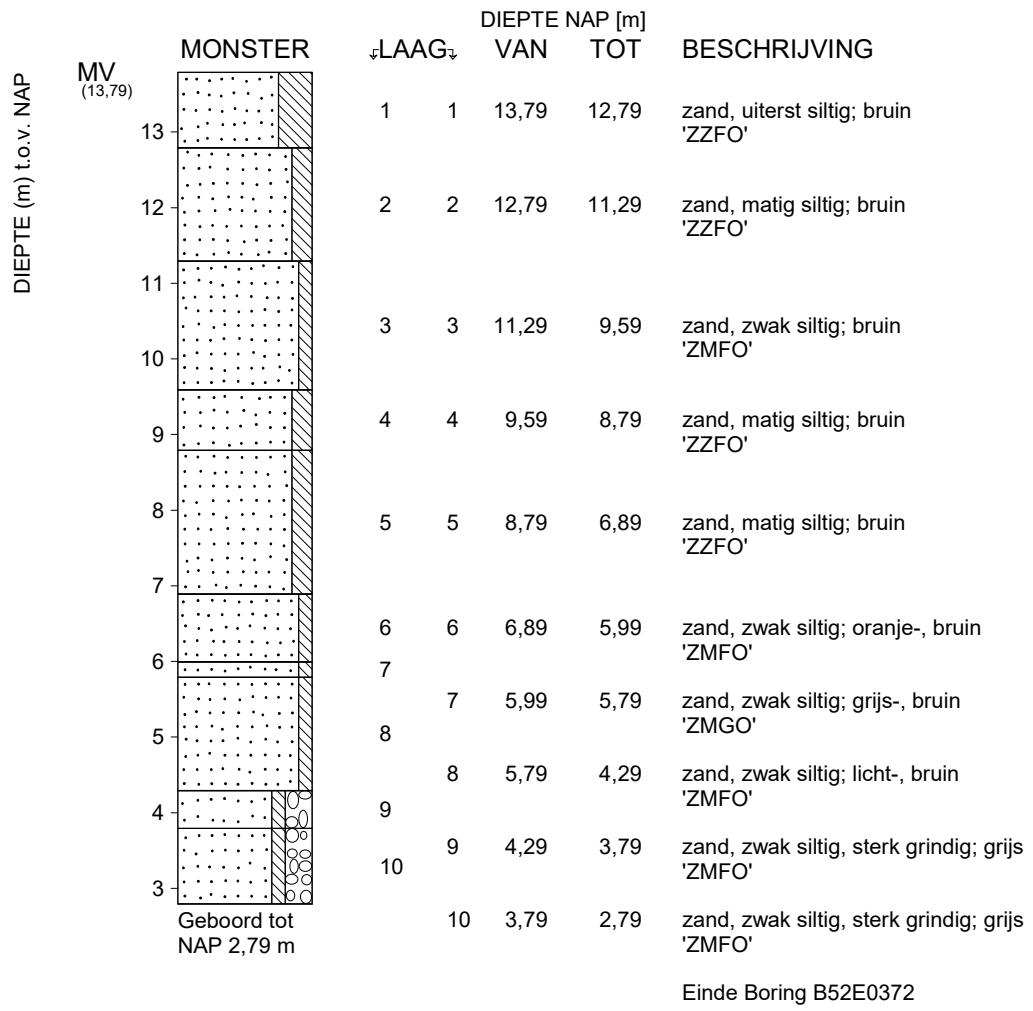 DIEPTE NAP [m]
MONSTER LAAG VAN TOT BESCHRIJVING
DIEPTE (m) t.o.v. NAP
MV
(13,79)
1 1 13,79 12,79 zand, uiterst siltig; bruin
'ZZFO'
13
2 2 12,79 11,29 zand, matig siltig; bruin
'ZZFO'
12
11
3 3 11,29 9,59 zand, zwak siltig; bruin
'ZMFO'
10
4 4 9,59 8,79 zand, matig siltig; bruin
'ZZFO'
9
8
5 5 8,79 6,89 zand, matig siltig; bruin
'ZZFO'
7
6 6 6,89 5,99 zand, zwak siltig; oranje-, bruin
'ZMFO'
6
7
7 5,99 5,79 zand, zwak siltig; grijs-, bruin
'ZMGO'
5
8
8 5,79 4,29 zand, zwak siltig; licht-, bruin
'ZMFO'
4
9
9 4,29 3,79 zand, zwak siltig, sterk grindig; grijs
'ZMFO'
10
3
10 3,79 2,79 zand, zwak siltig, sterk grindig; grijs
'ZMFO'
Geboord tot
NAP 2,79 m
Einde Boring B52E0372